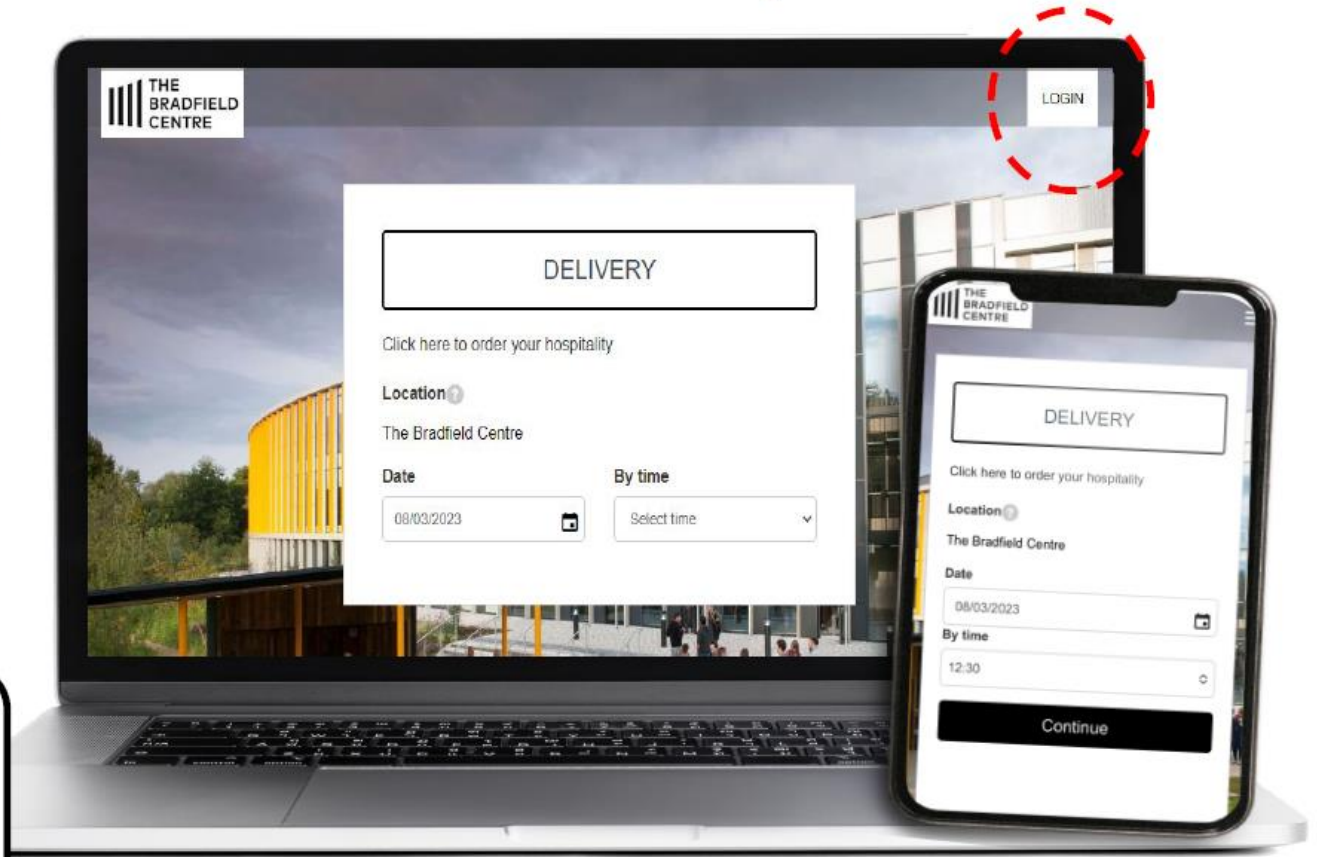 THE
BRADFIELD
CENTRE
LOGIN
DELIVERY
Click here to order your hospitality
Location
The Bradfield Centre
Date
By time
08/03/2023
Select time
THE
BRADFIELD
CENTRE
DELIVERY
Click here to order your hospitality
Location
The Bradfield Centre
Date
08/03/2023
By time
12:30
Continue